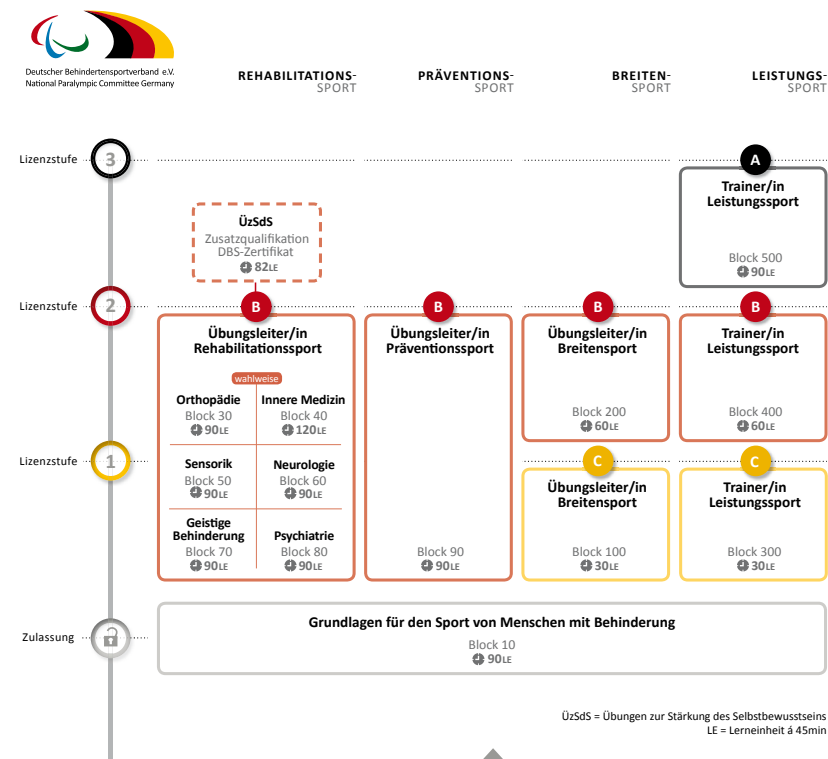 Deutscher Behindertensportverband e.V.
National Paralympic Committee Germany
REHABILITATIONS-
SPORT
PRÄVENTIONS-
SPORT
BREITEN-
SPORT
LEISTUNGS-
SPORT
Lizenzstufe
3
A
Trainer/in
Leistungssport
Block 500
90LE
ÜzSdS
Zusatzqualifikation
DBS-Zertifikat
82LE
Lizenzstufe
2
B
Übungsleiter/in
Rehabilitationssport
wahlweise
Orthopädie
Block 30
90LE
Innere Medizin
Block 40
120LE
Sensorik
Block 50
90LE
Neurologie
Block 60
90LE
Geistige
Behinderung
Block 70
90LE
Psychiatrie
Block 80
90LE
B
Übungsleiter/in
Präventionssport
Block 90
90LE
B
Übungsleiter/in
Breitensport
Block 200
60LE
B
Trainer/in
Leistungssport
Block 400
60LE
Lizenzstufe
1
C
Übungsleiter/in
Breitensport
Block 100
30LE
C
Trainer/in
Leistungssport
Block 300
30LE
Zulassung
Grundlagen für den Sport von Menschen mit Behinderung
Block 10
90LE
ÜzSdS = Übungen zur Stärkung des Selbstbewusstseins
LE = Lerneinheit á 45min